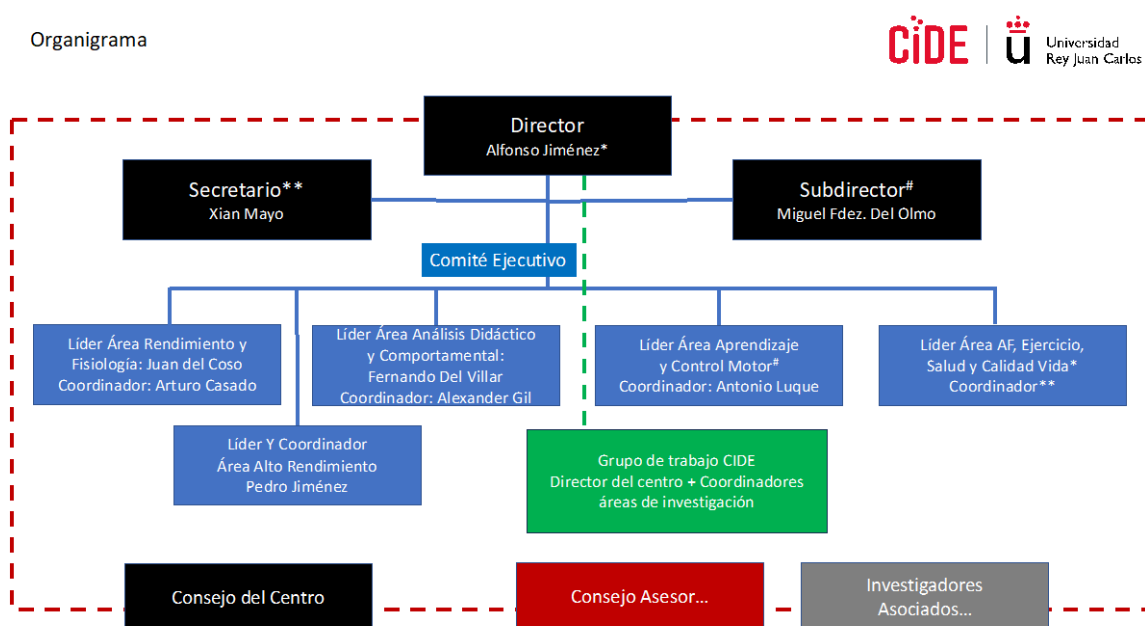 Organigrama
CiDE
u
Universidad
Rey Juan Carlos
Director
Alfonso Jiménez*
Secretario**
Xian Mayo
Subdirector#
Miguel Fdez. Del Olmo
Comité Ejecutivo
Líder Área Rendimiento y
Fisiología: Juan del Coso
Coordinador: Arturo Casado
Líder Área Análisis Didáctico
y Comportamental:
Fernando Del Villar
Coordinador: Alexander Gil
Líder Área Aprendizaje
y Control Motor#
Coordinador: Antonio Luque
Líder Área AF, Ejercicio,
Salud y Calidad Vida*
Coordinador**
Líder Y Coordinador
Área Alto Rendimiento
Pedro Jiménez
Grupo de trabajo CIDE
Director del centro + Coordinadores
áreas de investigación
Consejo del Centro
Consejo Asesor...
Investigadores
Asociados...